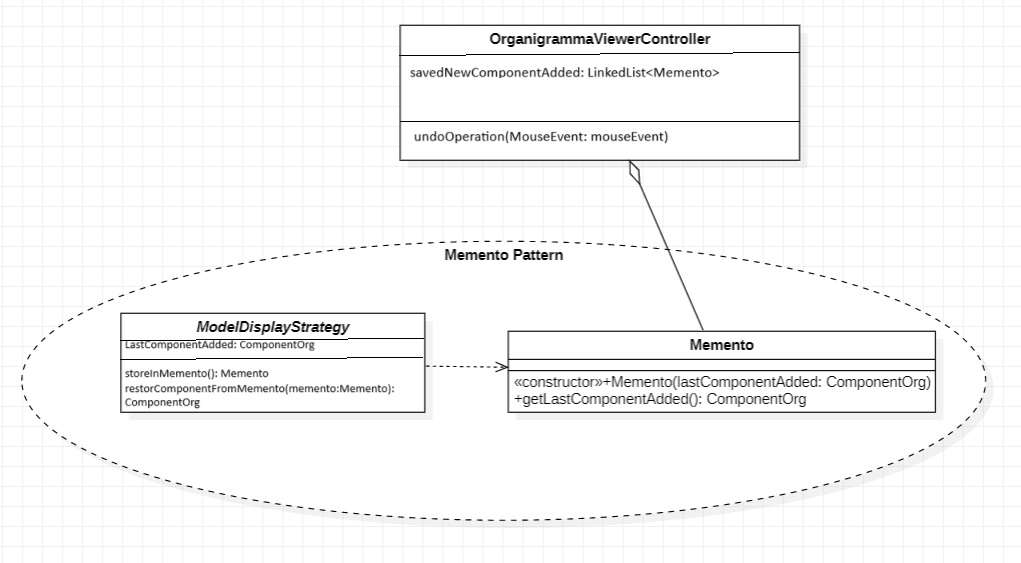 OrganigrammaViewerController
savedNewComponentAdded: LinkedList<Memento>
undoOperation(MouseEvent: mouseEvent)
Memento Pattern
ModelDisplayStrategy
LastComponentAdded: ComponentOrg
storeInMemento(): Memento
restorComponentFromMemento(memento:Memento):
ComponentOrg
Memento
«constructor»+Memento(lastComponentAdded: ComponentOrg)
+getLastComponentAdded(): ComponentOrg